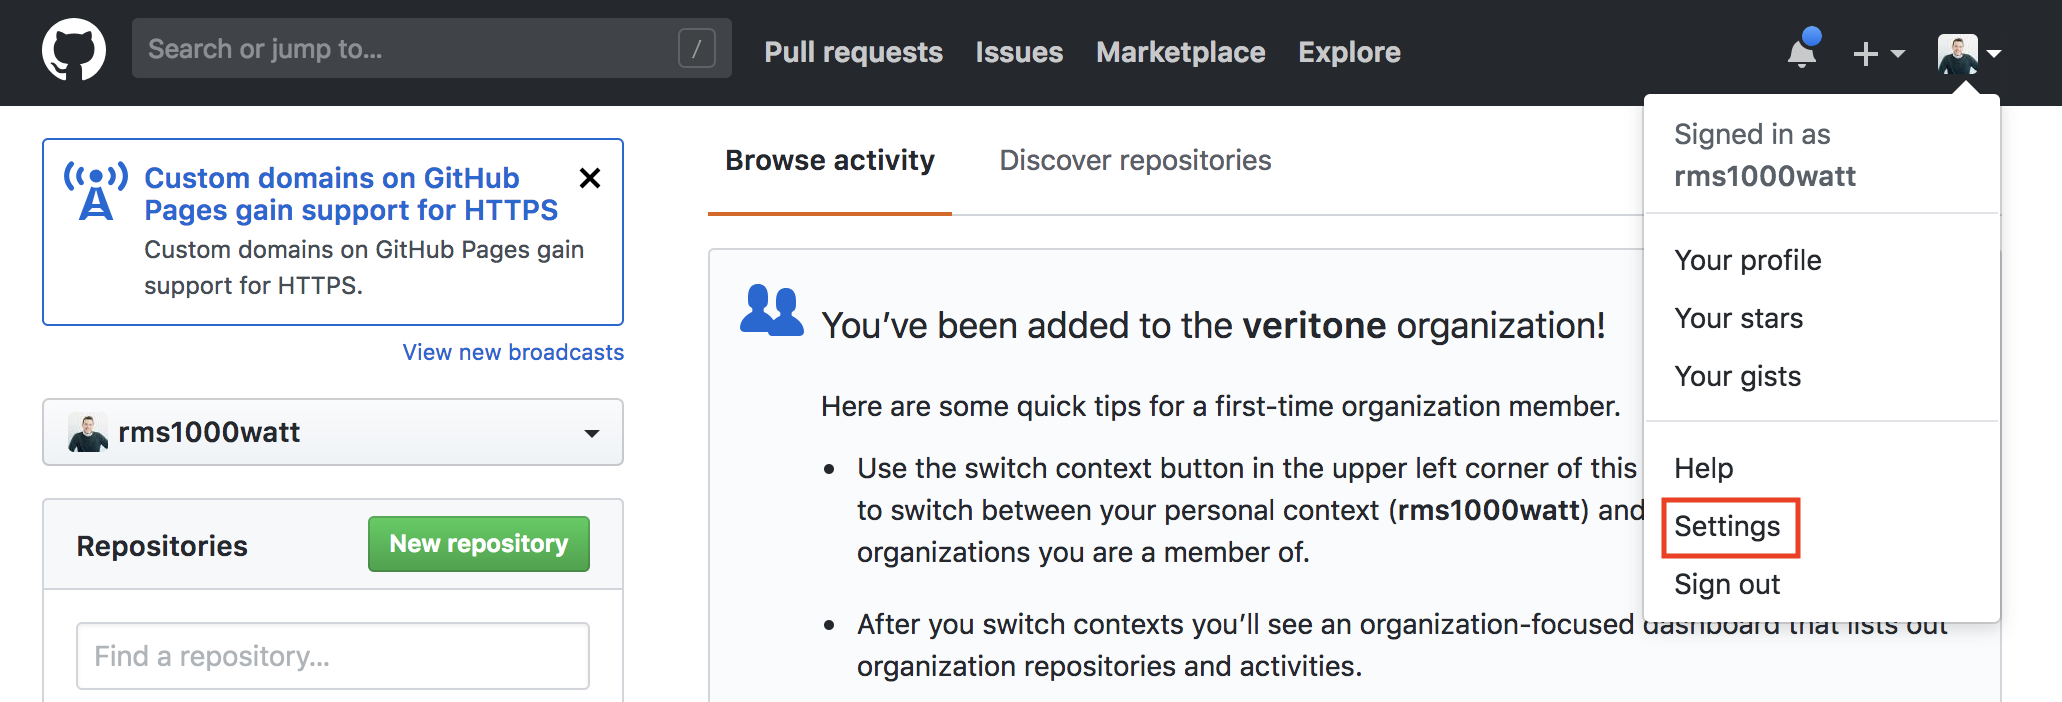 Search or jump to...
/
Pull requests
Issues
Marketplace
Explore
Custom domains on GitHub
Pages gain support for HTTPS
Custom domains on GitHub Pages gain
support for HTTPS.
View new broadcasts
rms1000watt
Repositories
New repository
Find a repository...
Browse activity
Discover repositories
You’ve been added to the veritone organization!
Here are some quick tips for a first-time organization member.
• Use the switch context button in the upper left corner of this
to switch between your personal context (rms1000watt) and
organizations you are a member of.
• After you switch contexts you’ll see an organization-focused dashboard that lists out
organization repositories and activities.
Signed in as
rms1000watt
Your profile
Your stars
Your gists
Help
Settings
Sign out